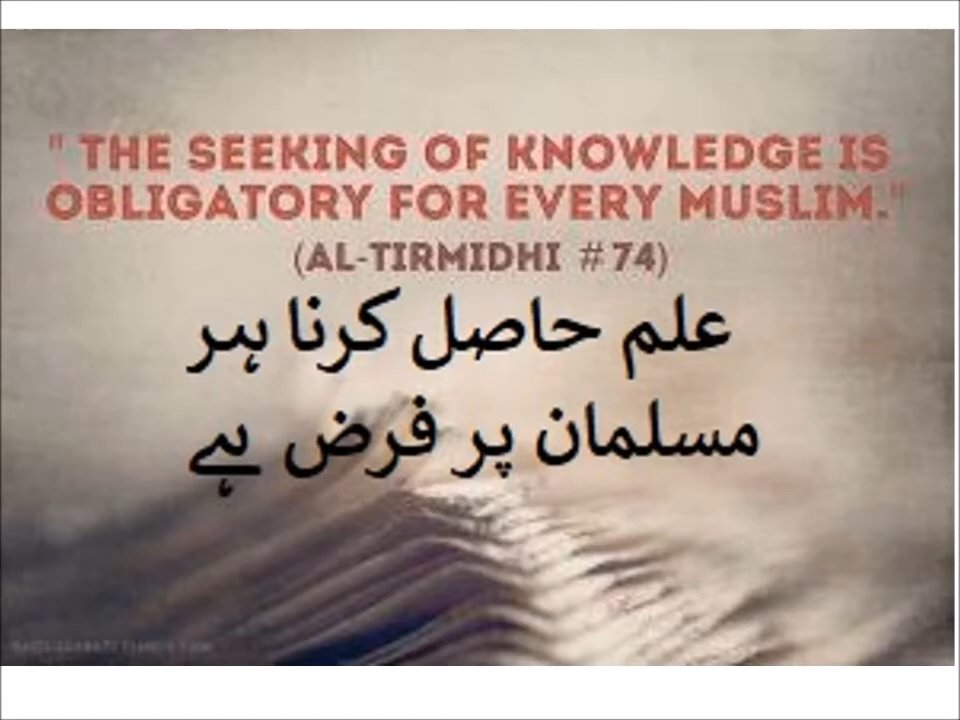 " THE SEEKING OF KNOWLEDGE IS
OBLIGATORY FOR EVERY MUSLIM."
(AL-TIRMIDHI #74)
علم حاصل کرنا ہر
مسلمان پر فرض ہے